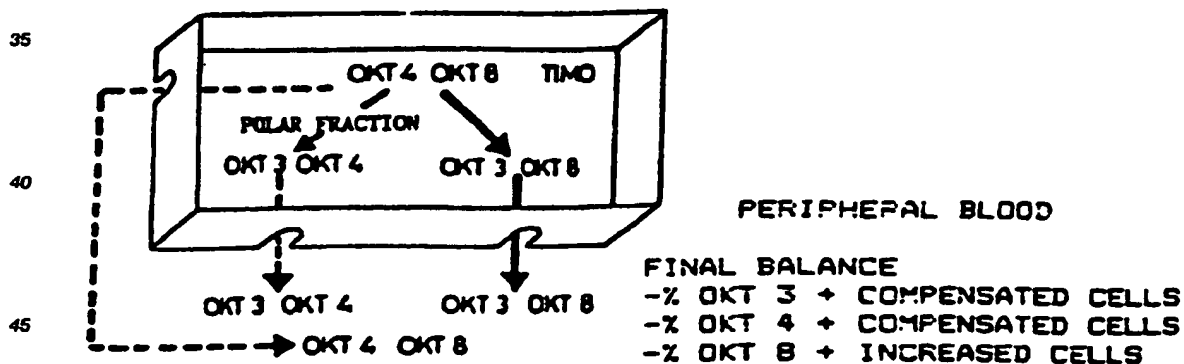 35
OKT 4 OKT 8 TIMO
POLAR FRACTION
OKT 3 OKT 4 OKT 3 OKT 8
40
PERIPHEPAL BLOOD
FINAL BALANCE
OKT 3 OKT 4 OKT 3 OKT 8
-% OKT 3 + COMPENSATED CELLS
-% OKT 4 + COMPENSATED CELLS
45
OKT 4 OKT 8
-% OKT 8 + INCREASED CELLS